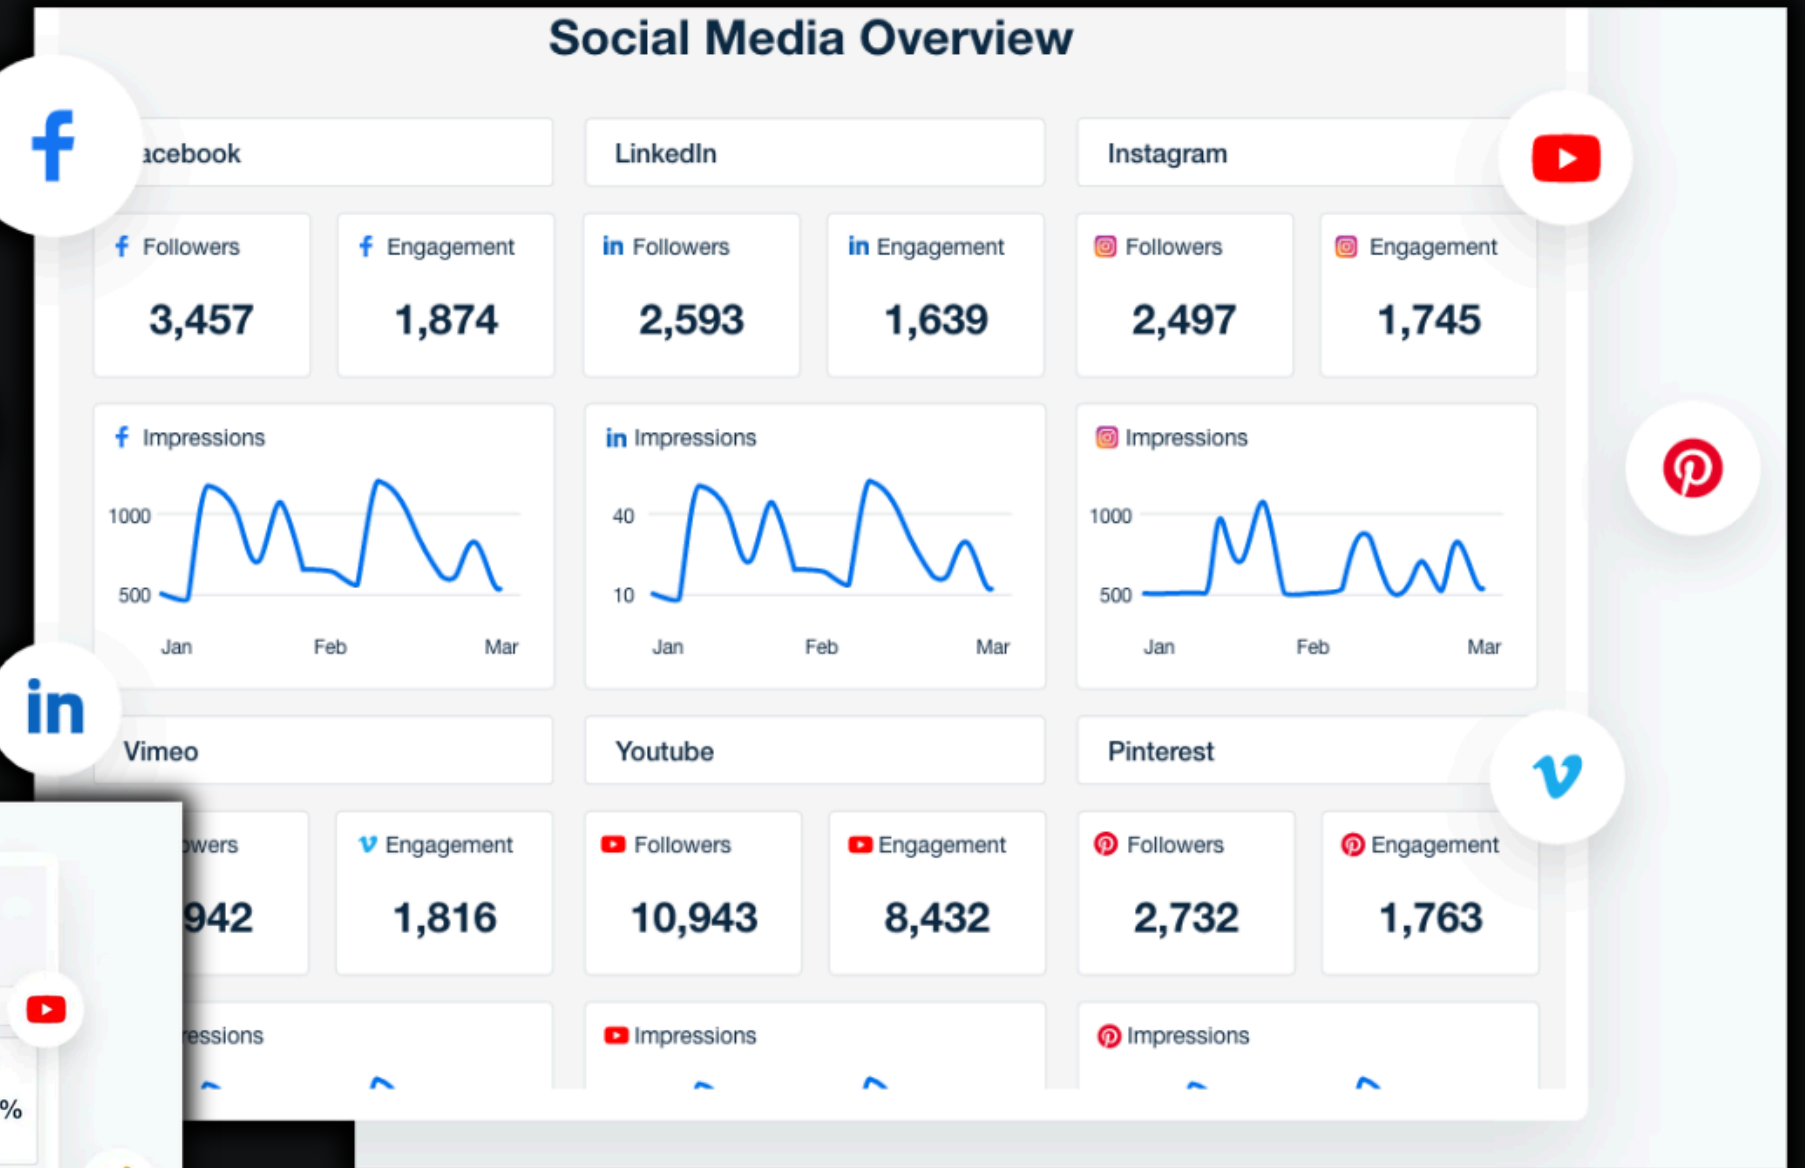 Social Media Overview
acebook
LinkedIn
Instagram
Followers
Engagement
Followers
Engagement
Followers
Engagement
3,457
1,874
2,593
1,639
2,497
1,745
Impressions
1000
500
Jan Feb Mar
Impressions
40
10
Jan Feb Mar
Impressions
1000
500
Jan Feb Mar
in
Vimeo
Youtube
Pinterest
owers
Engagement
Followers
Engagement
Followers
Engagement
942
1,816
10,943
8,432
2,732
1,763
ressions
Impressions
Impressions
%